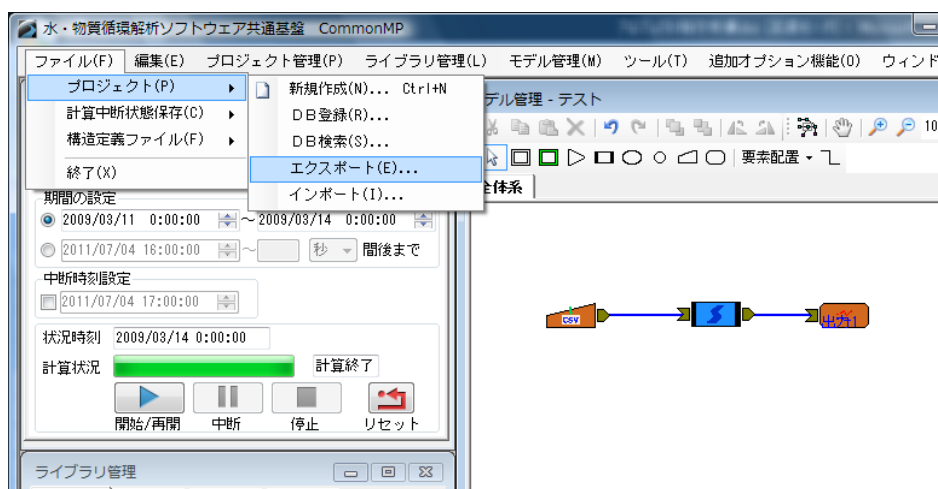 水・物質循環解析ソフトウェア共通基盤 CommonMP
ファイル(F) 編集(E) プロジェクト管理(P) ライブラリ管理(L) モデル管理(M) ツール(T) 追加オプション機能(O) ウィンド
プロジェクト(P)
計算中断状態保存(C)
構造定義ファイル(F)
終了(X)
新規作成(N)... Ctrl+N
DB登録(R)...
DB検索(S)...
エクスポート(E)...
インポート(I)...
デル管理 - テスト
10
要素配置
全体系
期間の設定
2009/03/11 0:00:00 ～ 2009/03/14 0:00:00
2011/07/04 16:00:00 ～ 秒 間後まで
中断時刻設定
2011/07/04 17:00:00
状況時刻 2009/03/14 0:00:00
計算状況 計算終了
開始/再開 中断 停止 リセット
CSV
出力1
ライブラリ管理